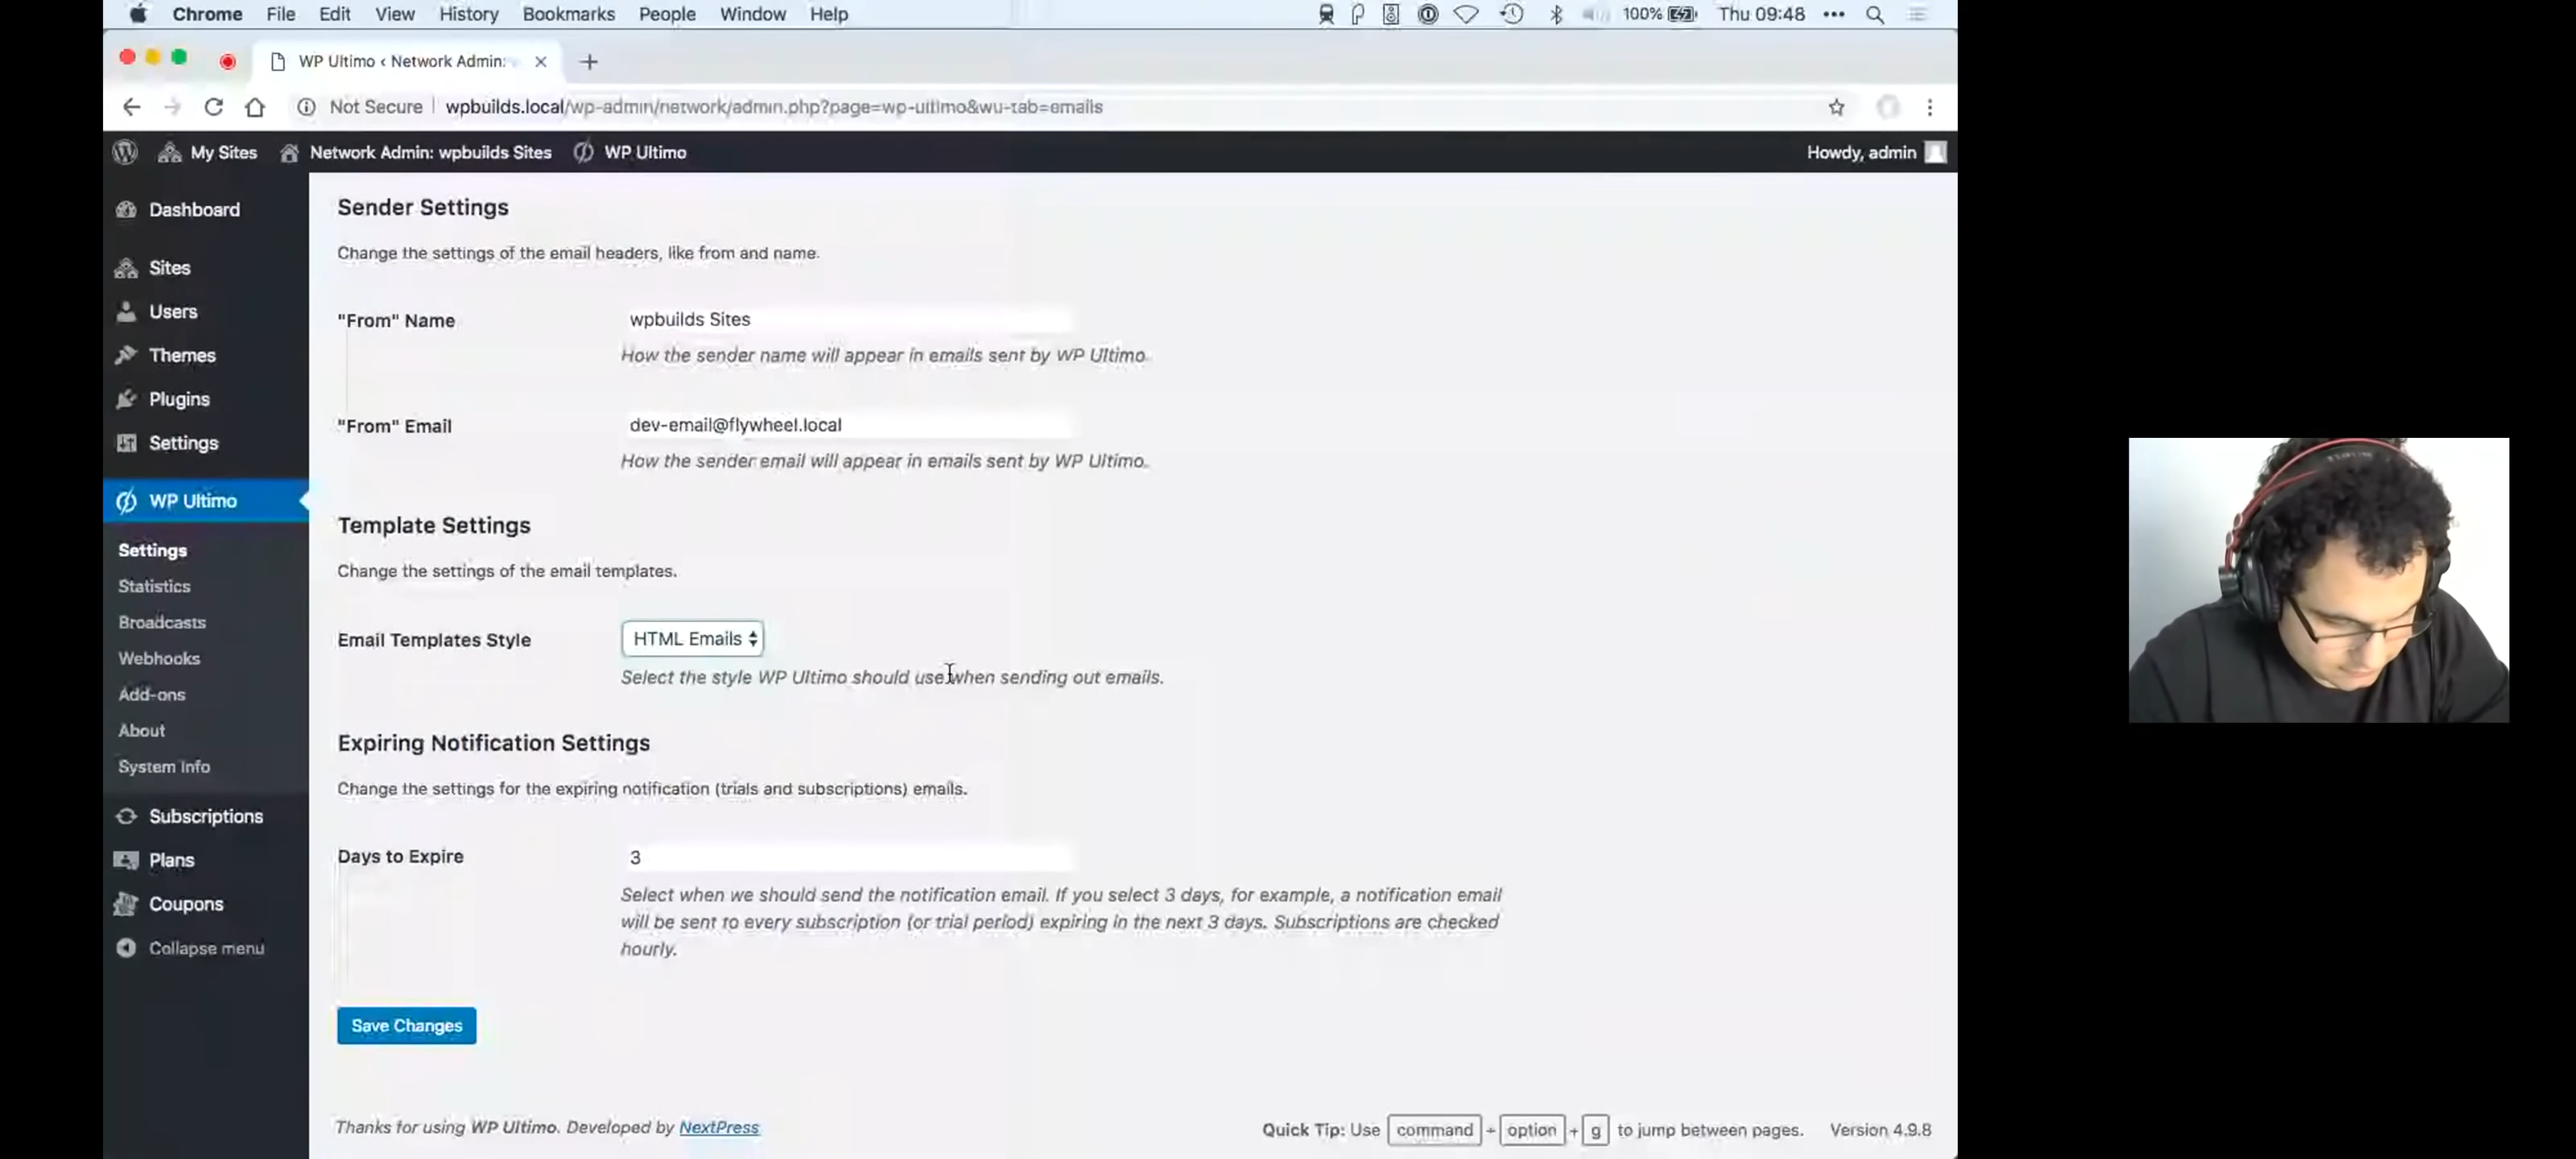 Chrome File Edit View History Bookmarks People Window Help 100% Thu 09:48
WP Ultimo ‹ Network Admin:
Not Secure wpbuilds.local/wp-admin/network/admin.php?page=wp-ultimo&wu-tab=emails
My Sites Network Admin: wpbuilds Sites WP Ultimo Howdy, admin
Dashboard
Sites
Users
Themes
Plugins
Settings
WP Ultimo
Settings
Statistics
Broadcasts
Webhooks
Add-ons
About
System Info
Subscriptions
Plans
Coupons
Collapse menu
Sender Settings
Change the settings of the email headers, like from and name.
"From" Name wpbuilds Sites
How the sender name will appear in emails sent by WP Ultimo.
"From" Email dev-email@flywheel.local
How the sender email will appear in emails sent by WP Ultimo.
Template Settings
Change the settings of the email templates.
Email Templates Style HTML Emails
Select the style WP Ultimo should use when sending out emails.
Expiring Notification Settings
Change the settings for the expiring notification (trials and subscriptions) emails.
Days to Expire 3
Select when we should send the notification email. If you select 3 days, for example, a notification email
will be sent to every subscription (or trial period) expiring in the next 3 days. Subscriptions are checked
hourly.
Save Changes
Thanks for using WP Ultimo. Developed by NextPress
Quick Tip: Use command + option + g to jump between pages. Version 4.9.8